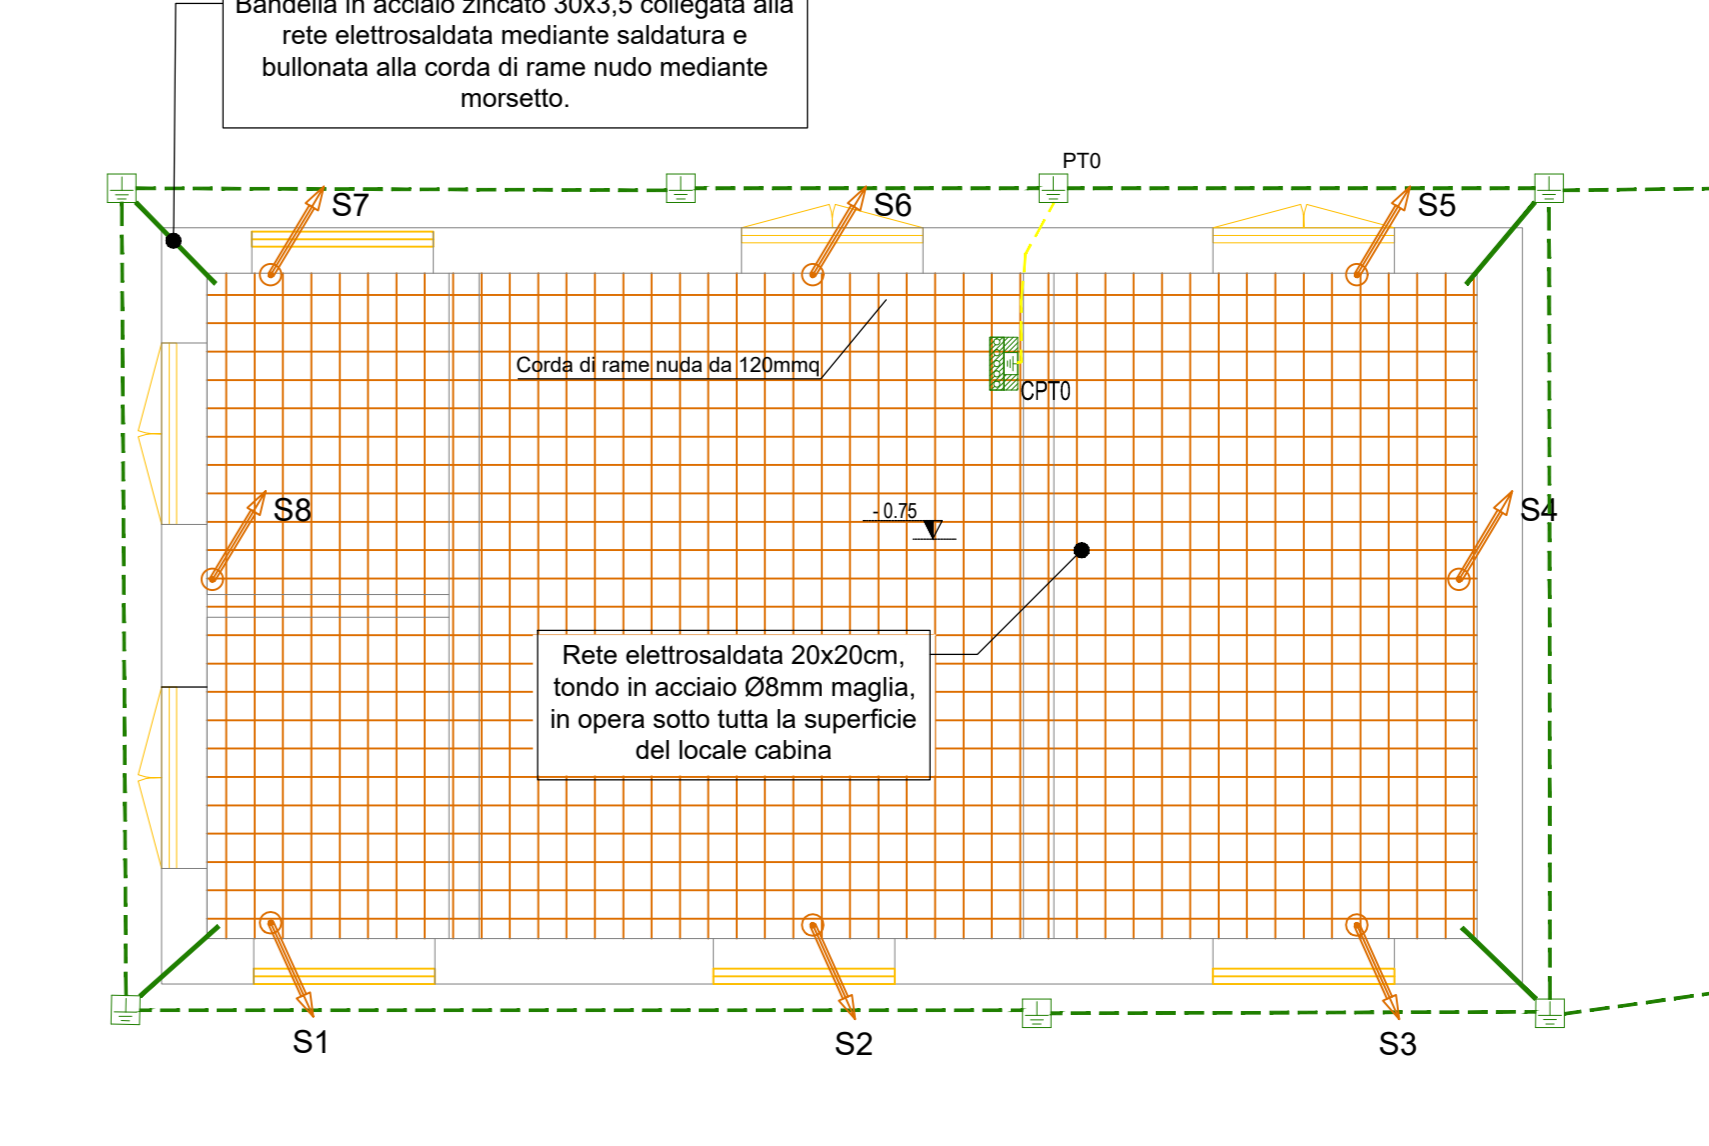 Bandella in acciaio zincato 30x3,5 collegata alla
rete elettrosaldata mediante saldatura e
bullonata alla corda di rame nudo mediante
morsetto.
PT0
S7
S6
S5
Corda di rame nuda da 120mmq
CPT0
S8
- 0.75
S4
Rete elettrosaldata 20x20cm,
tondo in acciaio Ø8mm maglia,
in opera sotto tutta la superficie
del locale cabina
S1
S2
S3